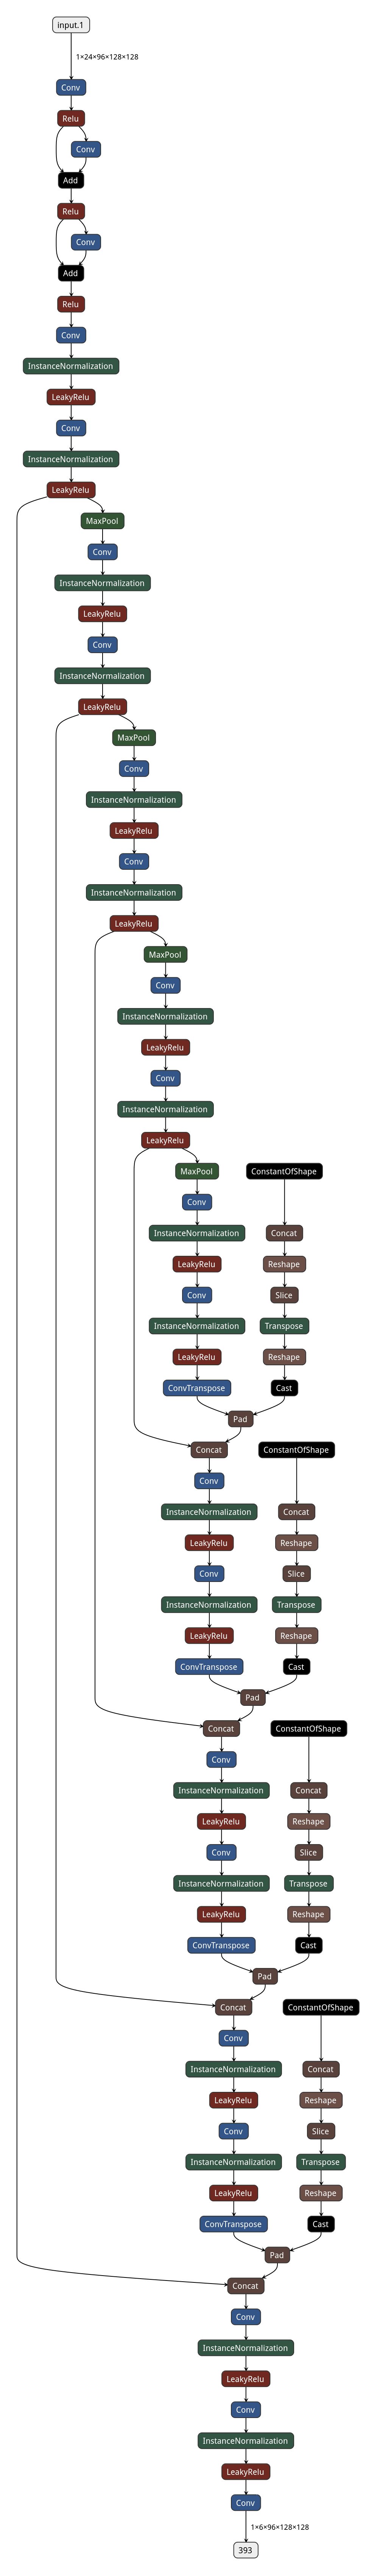 input.1
1×24×96×128×128
Conv
Relu
Conv
Add
Relu
Conv
Add
Relu
Conv
InstanceNormalization
LeakyRelu
Conv
InstanceNormalization
LeakyRelu
MaxPool
Conv
InstanceNormalization
LeakyRelu
Conv
InstanceNormalization
LeakyRelu
MaxPool
Conv
InstanceNormalization
LeakyRelu
Conv
InstanceNormalization
LeakyRelu
MaxPool
Conv
InstanceNormalization
LeakyRelu
Conv
InstanceNormalization
LeakyRelu
MaxPool ConstantOfShape
Conv
InstanceNormalization Concat
LeakyRelu Reshape
Conv Slice
InstanceNormalization Transpose
LeakyRelu Reshape
ConvTranspose Cast
Pad
Concat ConstantOfShape
Conv
InstanceNormalization Concat
LeakyRelu Reshape
Conv Slice
InstanceNormalization Transpose
LeakyRelu Reshape
ConvTranspose Cast
Pad
Concat ConstantOfShape
Conv
InstanceNormalization Concat
LeakyRelu Reshape
Conv Slice
InstanceNormalization Transpose
LeakyRelu Reshape
ConvTranspose Cast
Pad
Concat ConstantOfShape
Conv
InstanceNormalization Concat
LeakyRelu Reshape
Conv Slice
InstanceNormalization Transpose
LeakyRelu Reshape
ConvTranspose Cast
Pad
Concat
Conv
InstanceNormalization
LeakyRelu
Conv
InstanceNormalization
LeakyRelu
Conv
1×6×96×128×128
393